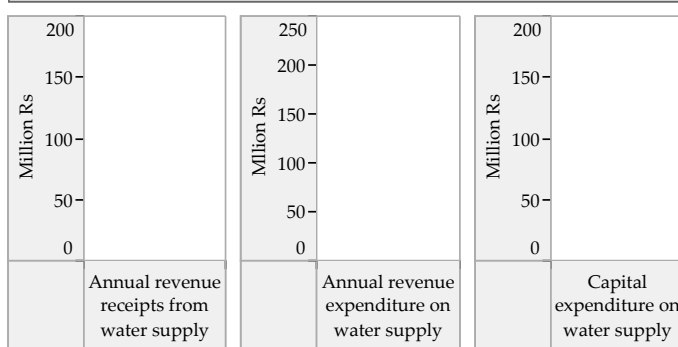 200
150
100
50
0
Million Rs
Annual revenue
receipts from
water supply
250
200
150
100
50
0
MIlion Rs
Annual revenue
expenditure on
water supply
200
150
100
50
0
Million Rs
Capital
expenditure on
water supply